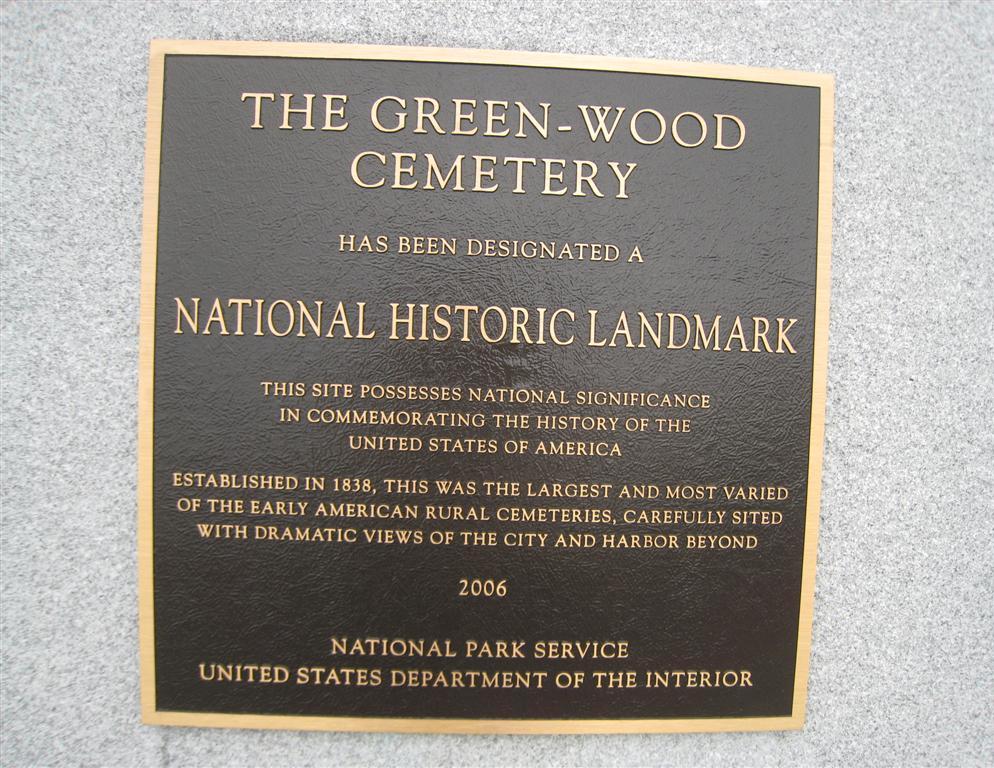 THE GREEN-WOOD
CEMETERY
HAS BEEN DESIGNATED A
NATIONAL HISTORIC LANDMARK
THIS SITE POSSESSES NATIONAL SIGNIFICANCE
IN COMMEMORATING THE HISTORY OF THE
UNITED STATES OF AMERICA
ESTABLISHED IN 1838, THIS WAS THE LARGEST AND MOST VARIED
OF THE EARLY AMERICAN RURAL CEMETERIES, CAREFULLY SITED
WITH DRAMATIC VIEWS OF THE CITY AND HARBOR BEYOND
2006
NATIONAL PARK SERVICE
UNITED STATES DEPARTMENT OF THE INTERIOR